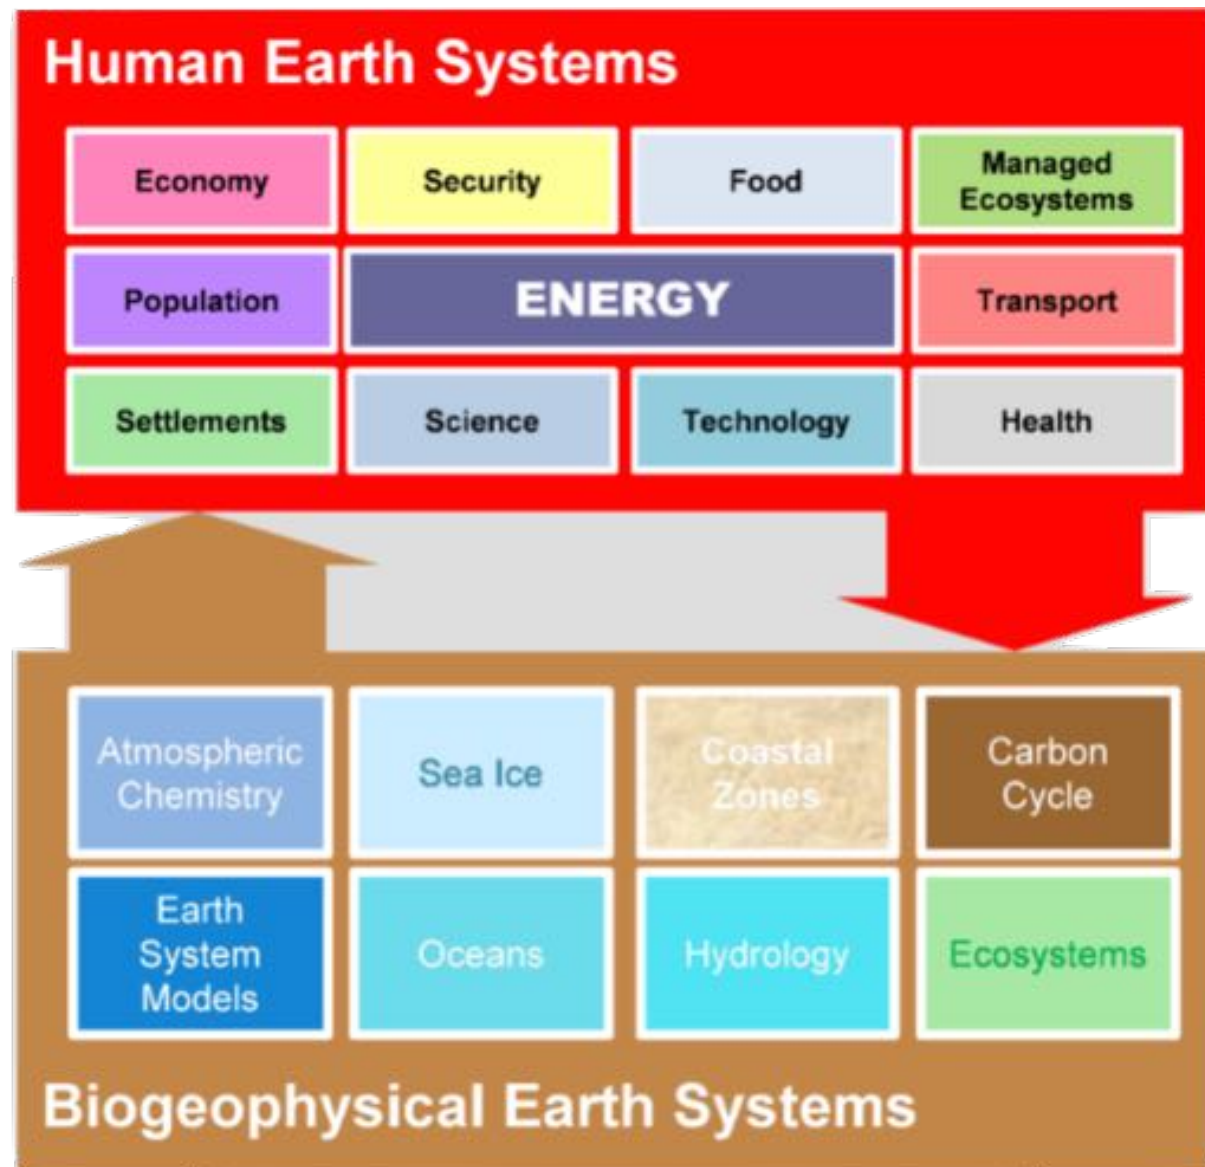 Human Earth Systems
Economy
Security
Food
Managed
Ecosystems
Population
ENERGY
Transport
Settlements
Science
Technology
Health
Atmospheric
Chemistry
Sea Ice
Coastal
Zones
Carbon
Cycle
Earth
System
Models
Oceans
Hydrology
Ecosystems
Biogeophysical Earth Systems